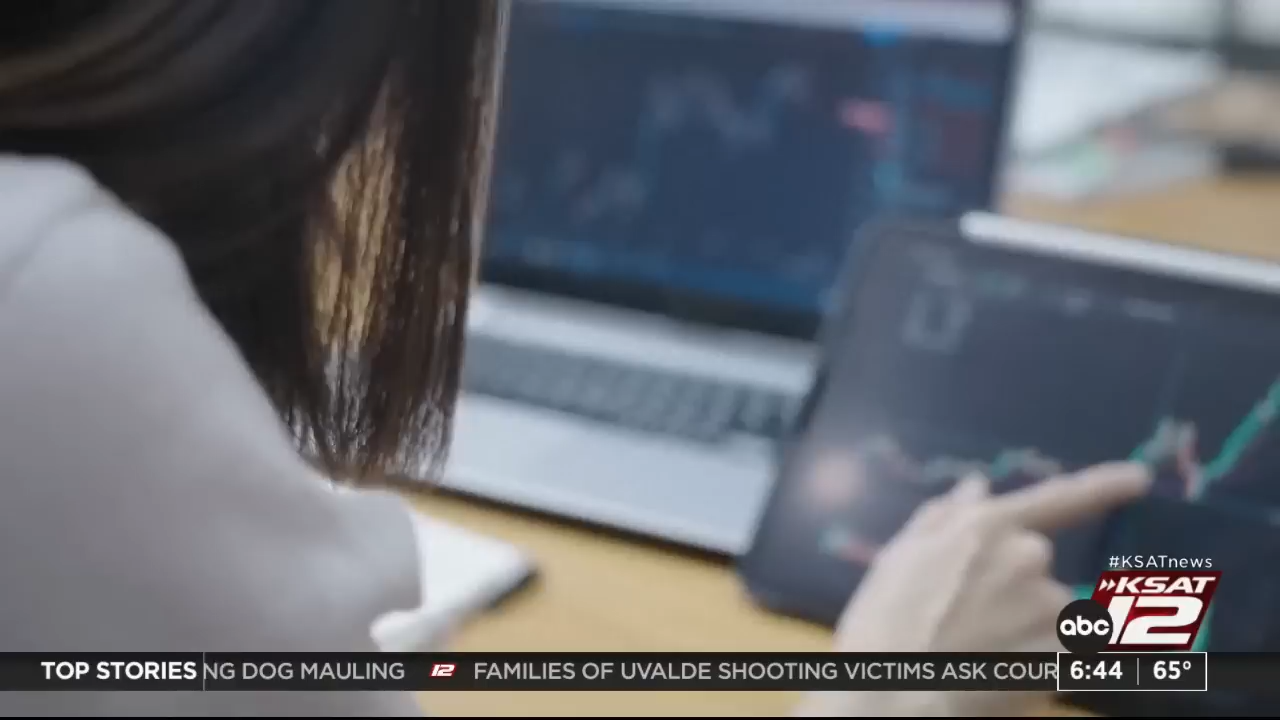 #KSATnews
KSAT
abc 12
TOP STORIES NG DOG MAULING 12 FAMILIES OF UVALDE SHOOTING VICTIMS ASK COUR 6:44 65°